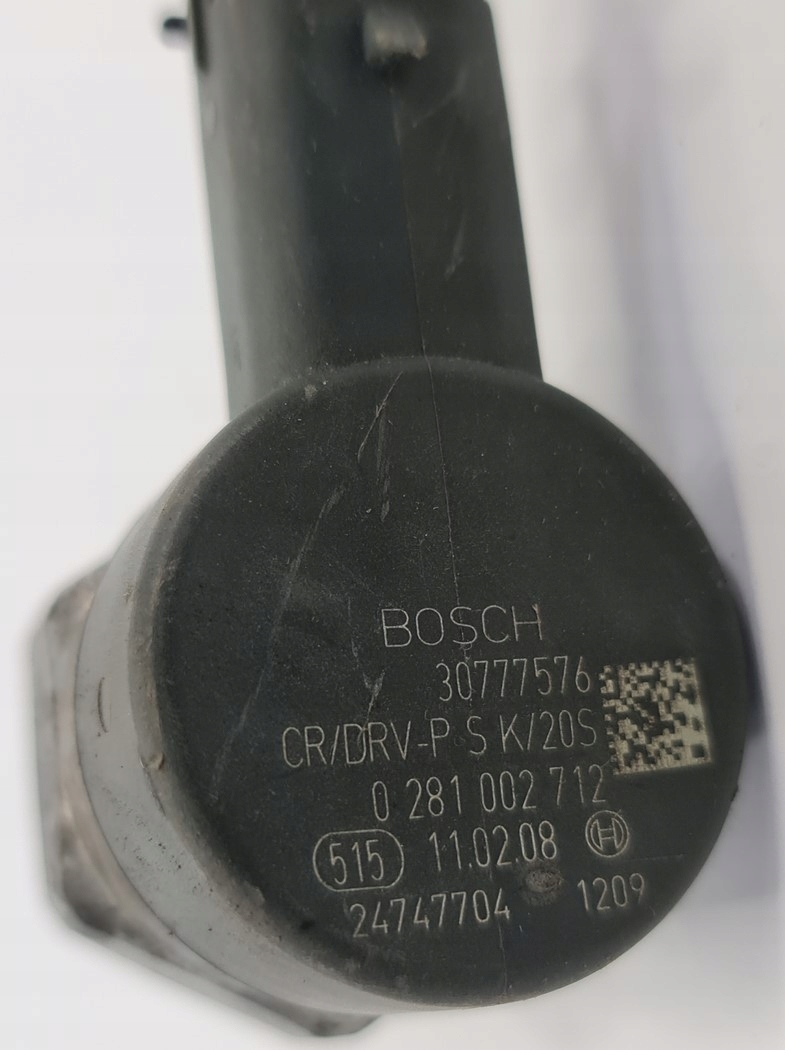 BOSCH
30777576
CR/DRV-P S K/20S
0 281 002 712
515 11.02.08
24747704 1209